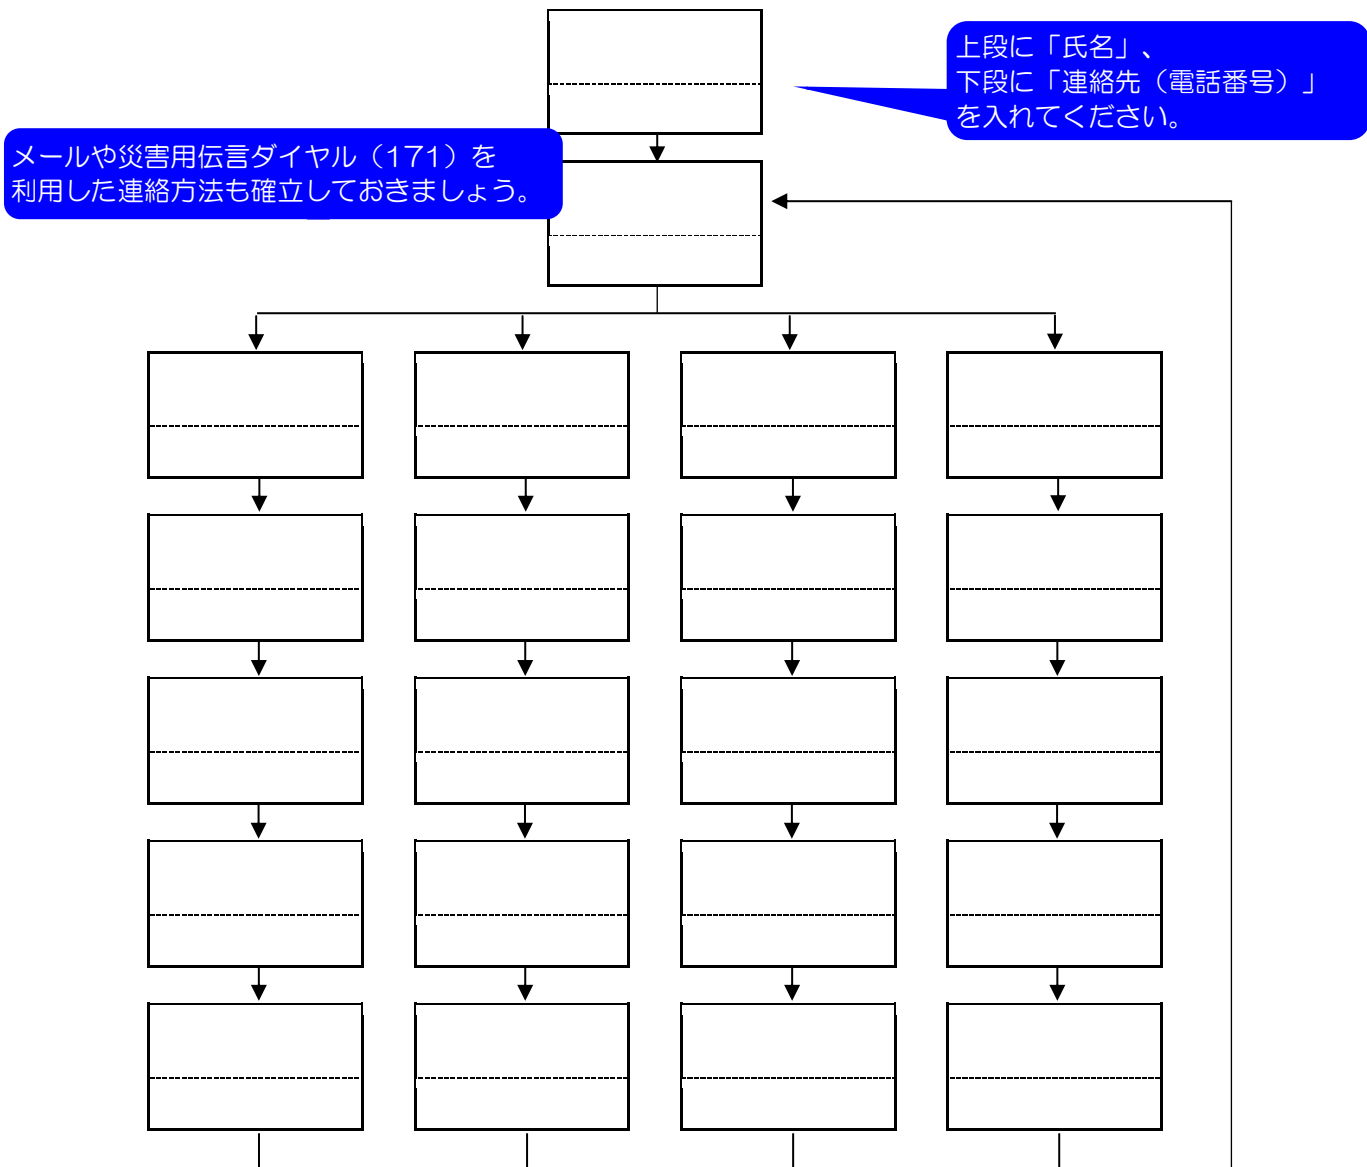 上段に「氏名」、
下段に「連絡先（電話番号）」
を入れてください。
メールや災害用伝言ダイヤル（171）を
利用した連絡方法も確立しておきましょう。